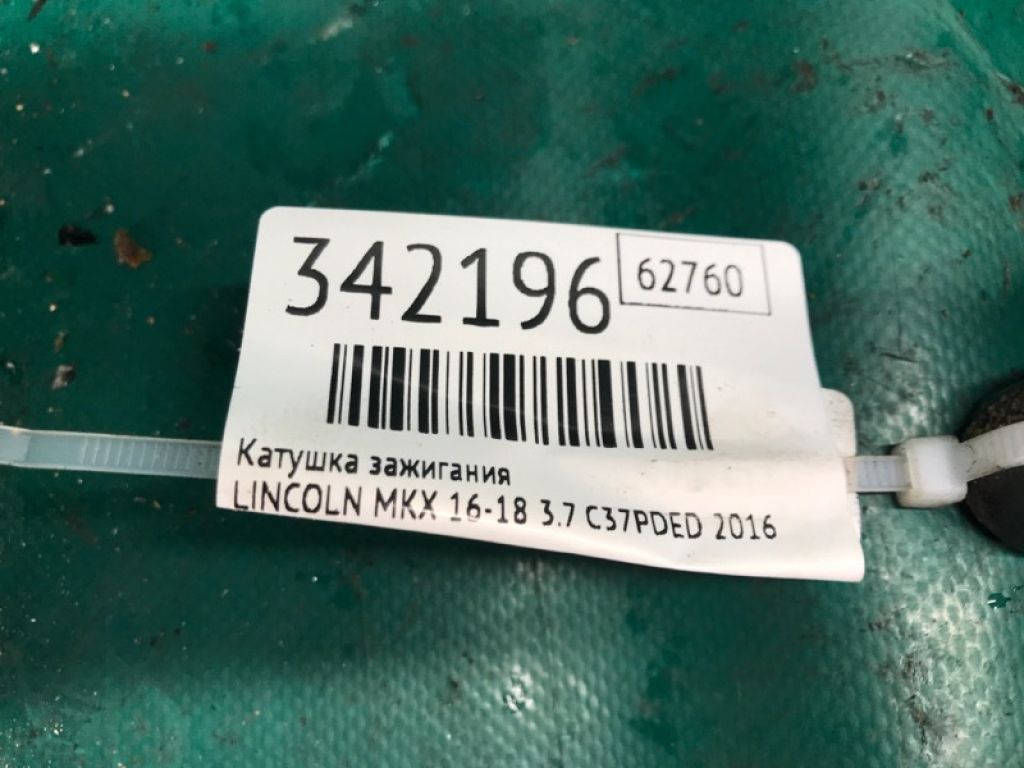 342196
62760
Катушка зажигания
LINCOLN MKX 16-18 3.7 C37PDED 2016